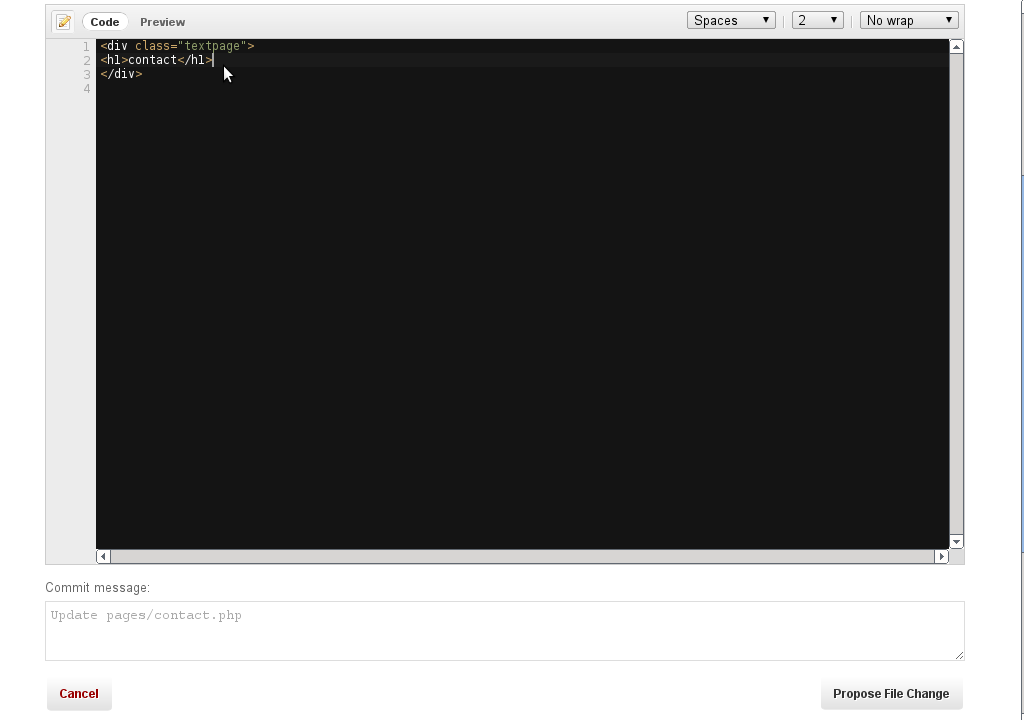 Code Preview Spaces 2 No wrap
1 <div class="textpage">
2 <h1>contact</h1>
3 </div>
4
Commit message:
Update pages/contact.php
Cancel Propose File Change